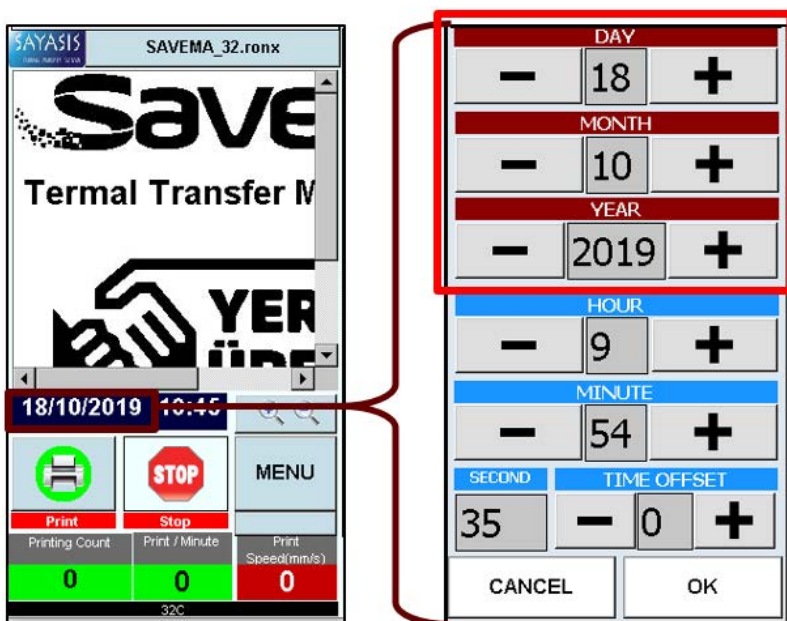 SAYASIS
SAVEMA_32.ronx
Save
Termal Transfer M
YER
18/10/2019 10:45
MENU
STOP
Print
Stop
Printing Count
Print / Minute
Print
Speed(mm/s)
0
0
0
32C
DAY
− 18 +
MONTH
− 10 +
YEAR
− 2019 +
HOUR
− 9 +
MINUTE
− 54 +
SECOND
TIME OFFSET
35
− 0 +
CANCEL
OK